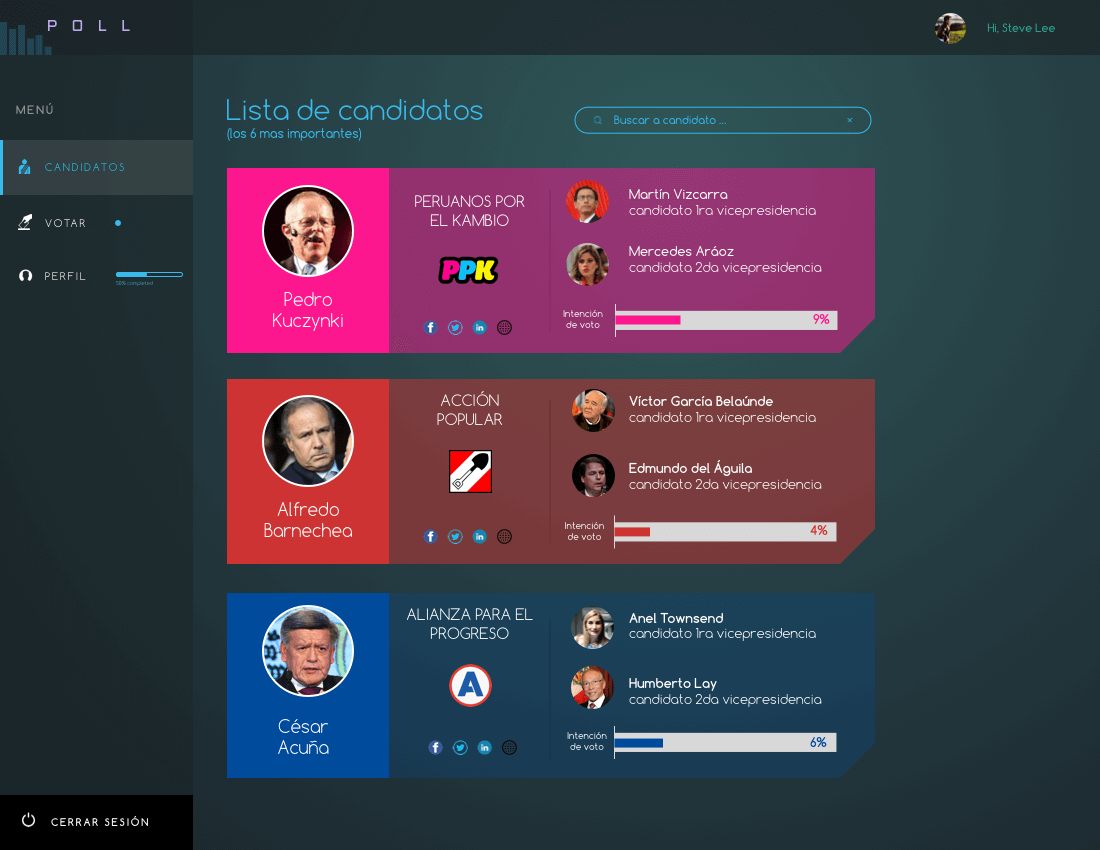 POLL
Hi, Steve Lee
MENÚ
CANDIDATOS
VOTAR
PERFIL
50% completed
CERRAR SESIÓN
Lista de candidatos
(los 6 mas importantes)
Buscar a candidato ...
Pedro
Kuczynki
PERUANOS POR
EL KAMBIO
PPK
Martín Vizcarra
candidato 1ra vicepresidencia
Mercedes Aráoz
candidata 2da vicepresidencia
Intención
de voto
9%
Alfredo
Barnechea
ACCIÓN
POPULAR
Víctor García Belaúnde
candidato 1ra vicepresidencia
Edmundo del Águila
candidato 2da vicepresidencia
Intención
de voto
4%
César
Acuña
ALIANZA PARA EL
PROGRESO
A
Anel Townsend
candidato 1ra vicepresidencia
Humberto Lay
candidato 2da vicepresidencia
Intención
de voto
6%